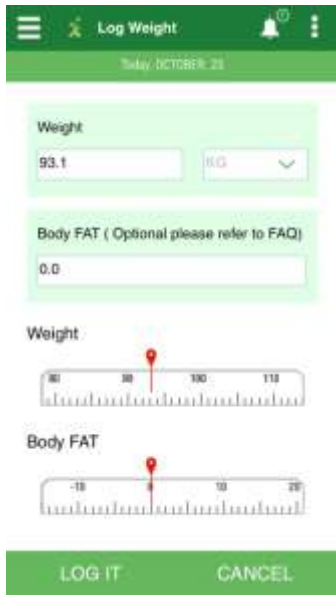 Log Weight
Today, OCTOBER, 23
Weight
93.1 KG
Body FAT ( Optional please refer to FAQ)
0.0
Weight
80 90 100 110
Body FAT
-10 0 10 20
LOG IT CANCEL